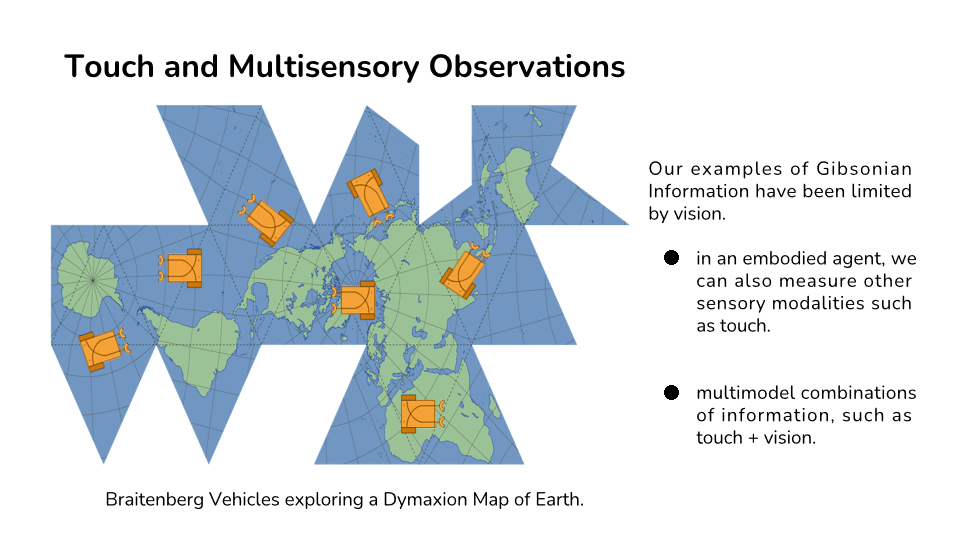 Touch and Multisensory Observations
Our examples of Gibsonian
Information have been limited
by vision.
● in an embodied agent, we
can also measure other
sensory modalities such
as touch.
● multimodel combinations
of information, such as
touch + vision.
Braitenberg Vehicles exploring a Dymaxion Map of Earth.